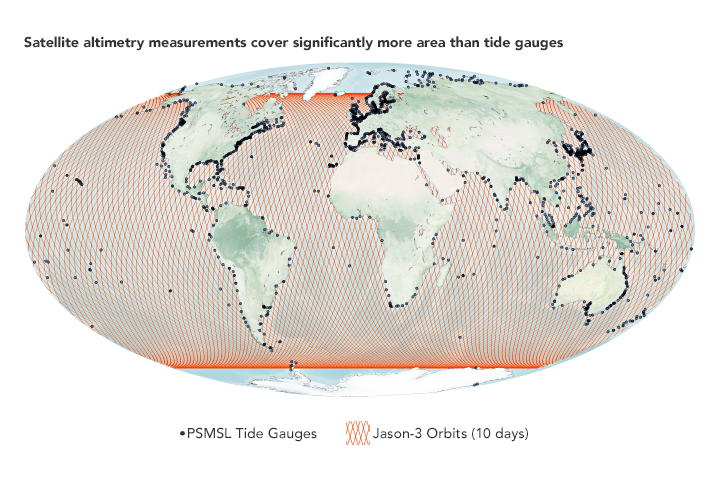 Satellite altimetry measurements cover significantly more area than tide gauges
PSMSL Tide Gauges
Jason-3 Orbits (10 days)